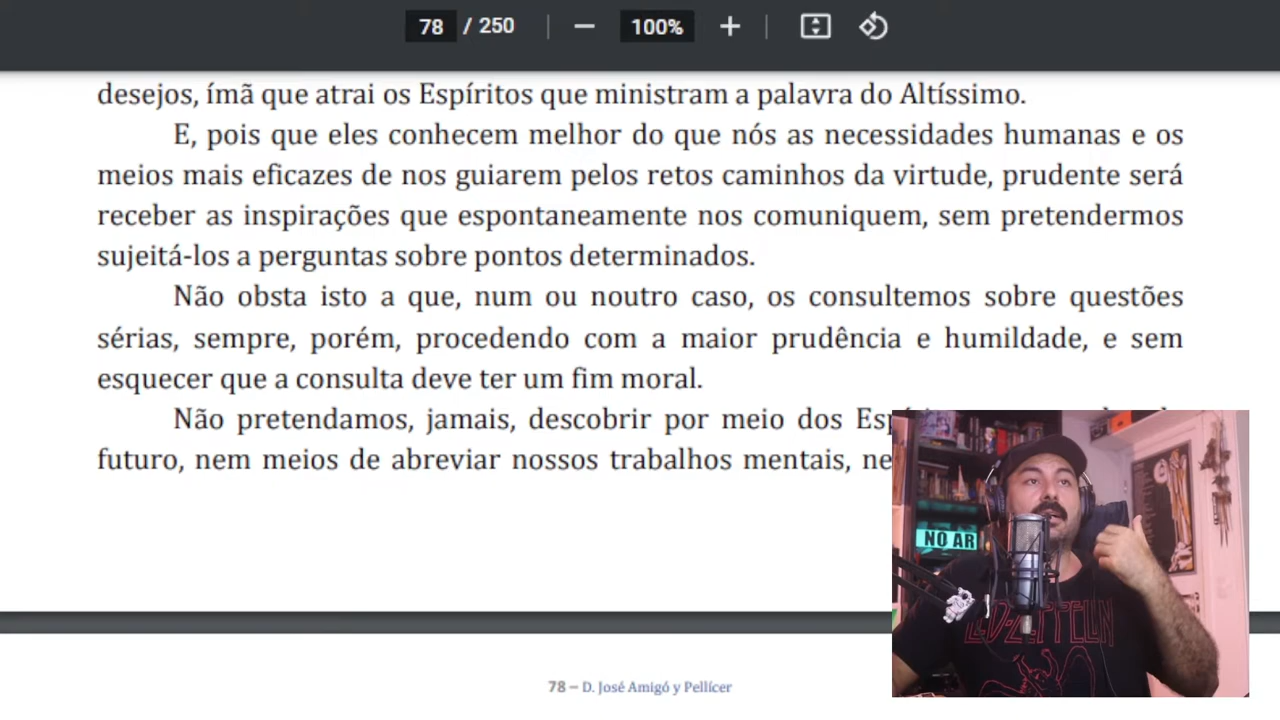 78 / 250
100%
desejos, ímã que atrai os Espíritos que ministram a palavra do Altíssimo.
E, pois que eles conhecem melhor do que nós as necessidades humanas e os
meios mais eficazes de nos guiarem pelos retos caminhos da virtude, prudente será
receber as inspirações que espontaneamente nos comuniquem, sem pretendermos
sujeitá-los a perguntas sobre pontos determinados.
Não obsta isto a que, num ou noutro caso, os consultemos sobre questões
sérias, sempre, porém, procedendo com a maior prudência e humildade, e sem
esquecer que a consulta deve ter um fim moral.
Não pretendamos, jamais, descobrir por meio dos
futuro, nem meios de abreviar nossos trabalhos mentais,
NO AR
LED-ZEPPELIN
78 – D. José Amigó y Pellícer